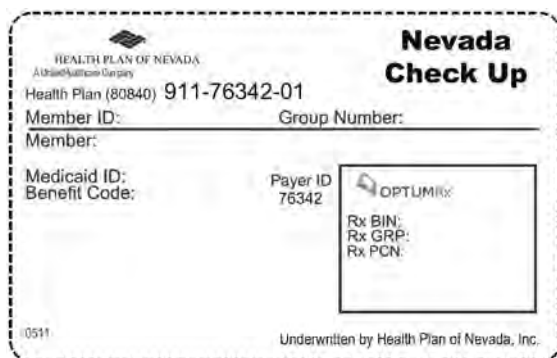 HEALTH PLAN OF NEVADA
A UnitedHealthcare Company
Nevada
Check Up
Health Plan (80840) 911-76342-01
Member ID: Group Number:
Member:
Medicaid ID:
Benefit Code:
Payer ID
76342
OPTUMRx
Rx BIN:
Rx GRP:
Rx PCN:
0511
Underwritten by Health Plan of Nevada, Inc.